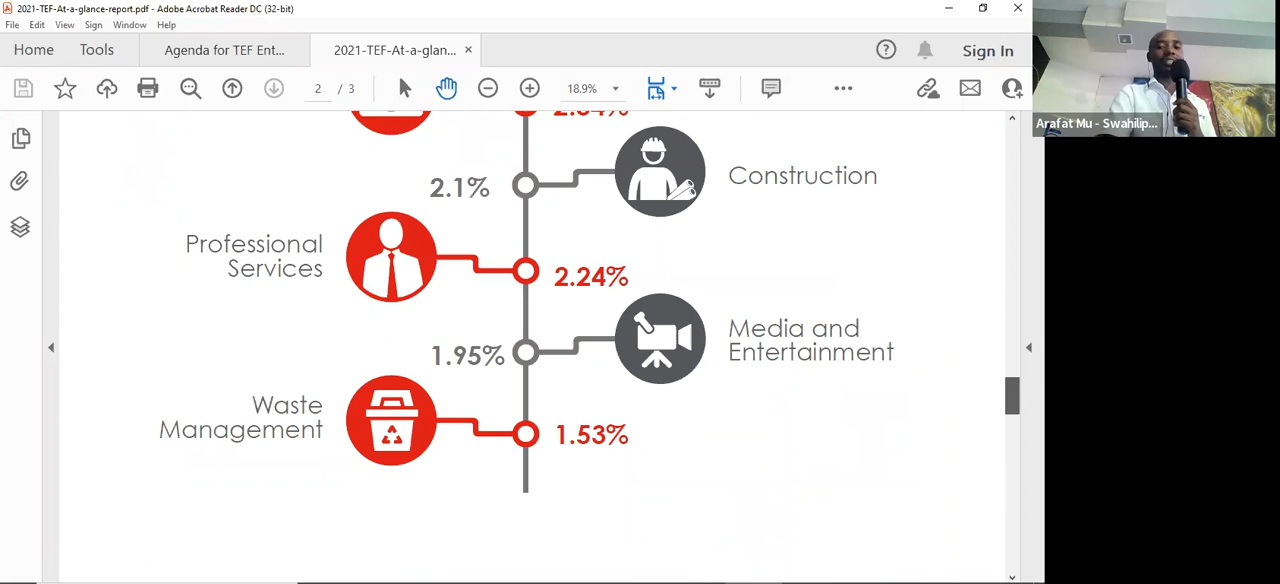 2021-TEF-At-a-glance-report.pdf - Adobe Acrobat Reader DC (32-bit)
File Edit View Sign Window Help
Home Tools Agenda for TEF Ent... 2021-TEF-At-a-glan... × Sign In
2 / 3 18.9%
Arafat Mu - Swahilip...
2.1% Construction
Professional
Services
2.24%
Media and
Entertainment
1.95%
Waste
Management
1.53%